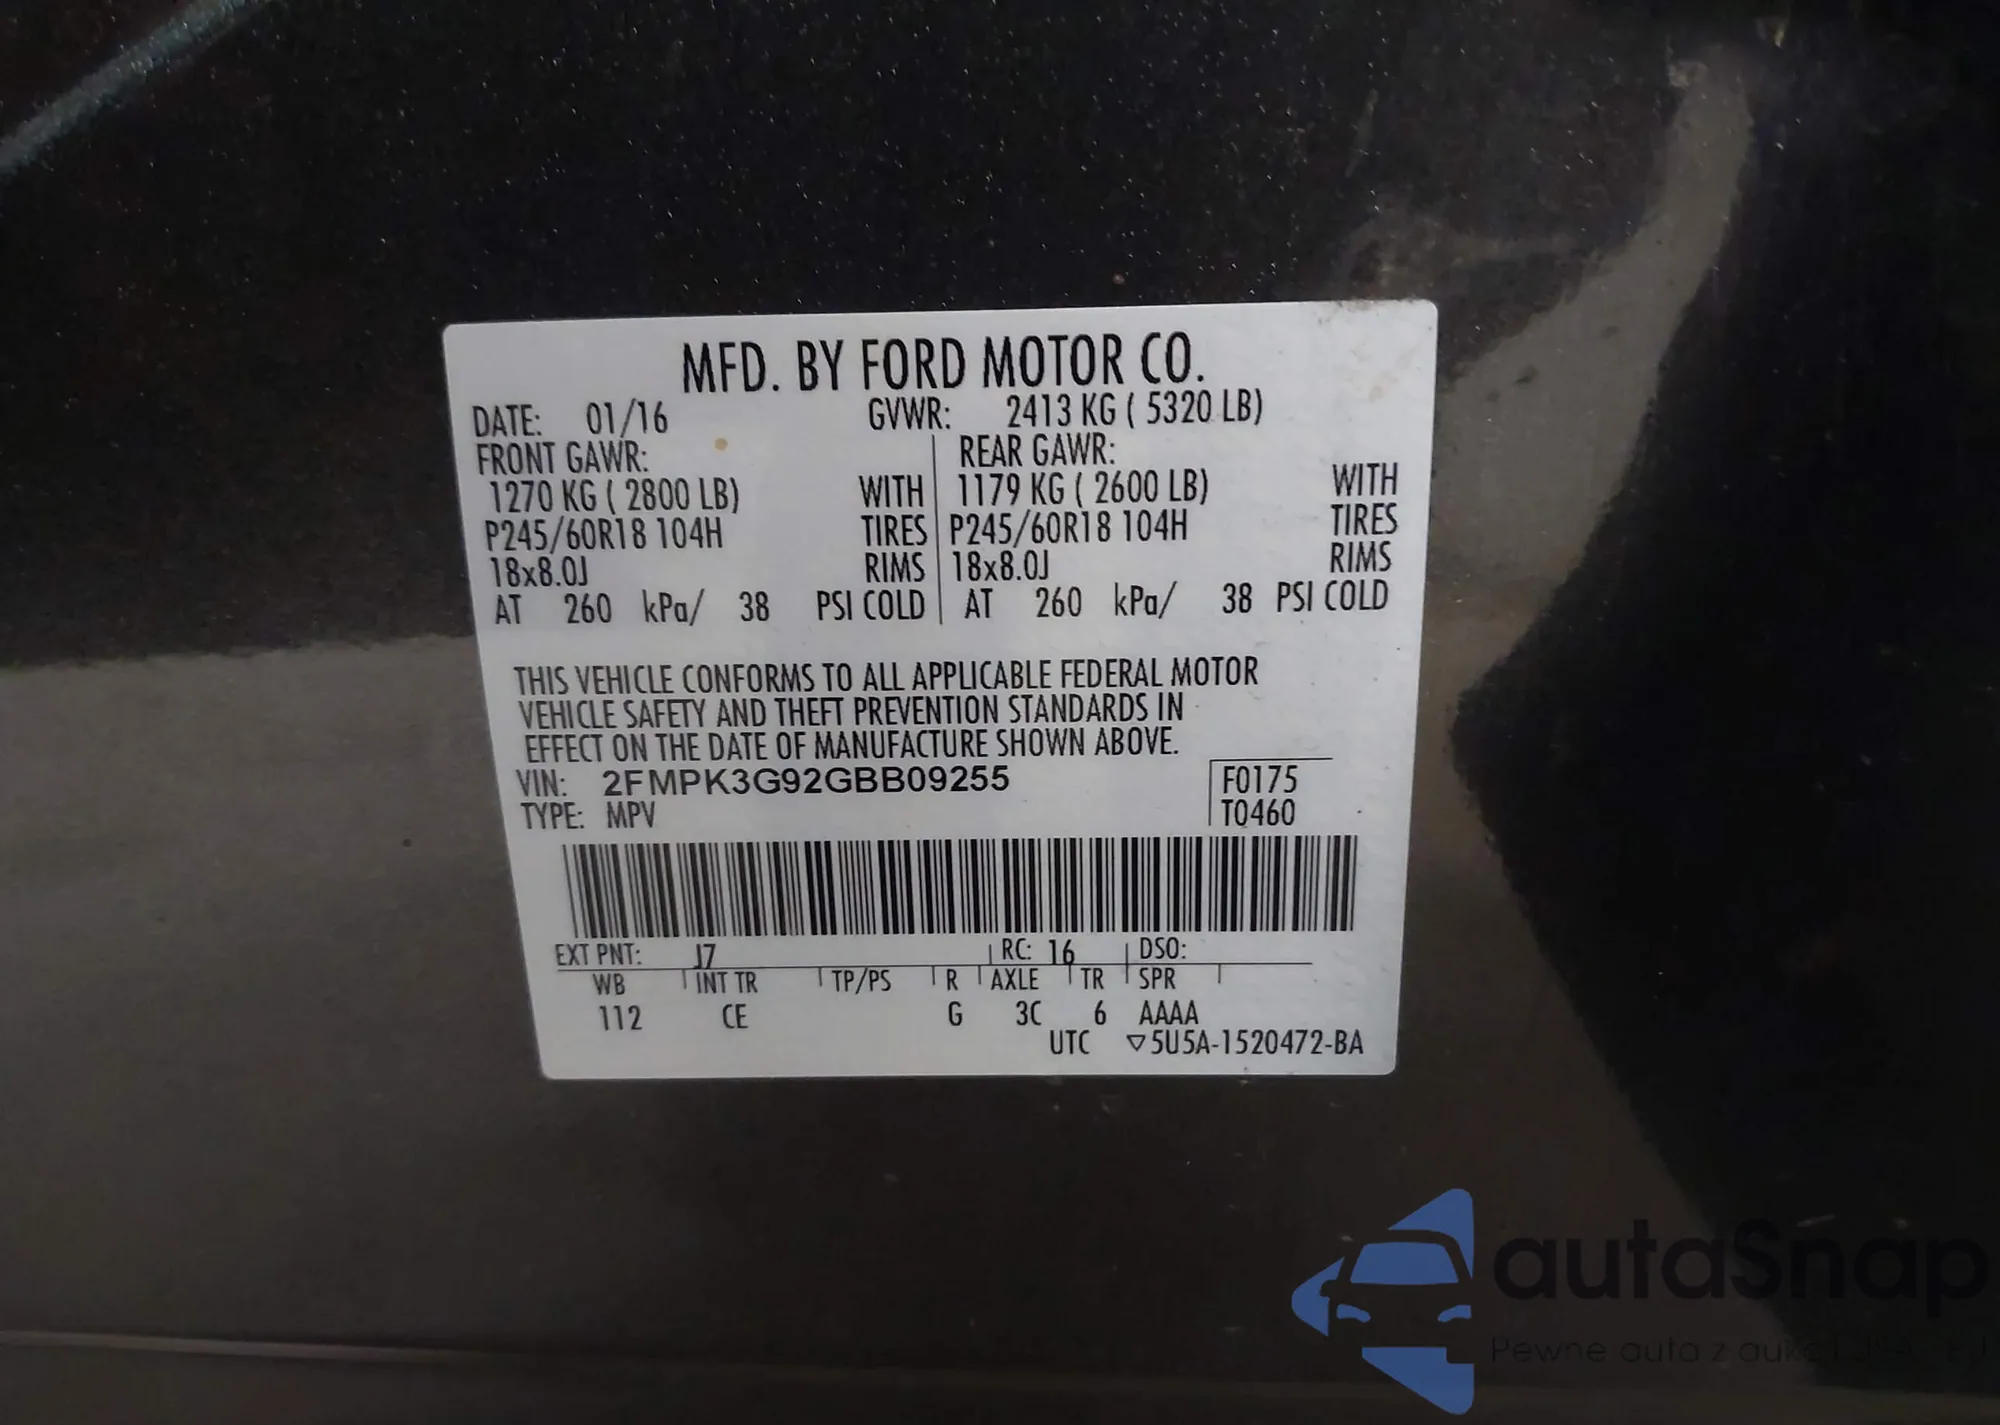 MFD. BY FORD MOTOR CO.
DATE: 01/16 GVWR: 2413 KG ( 5320 LB)
FRONT GAWR: REAR GAWR:
1270 KG ( 2800 LB) WITH 1179 KG ( 2600 LB) WITH
P245/60R18 104H TIRES P245/60R18 104H TIRES
18x8.0J RIMS 18x8.0J RIMS
AT 260 kPa/ 38 PSI COLD AT 260 kPa/ 38 PSI COLD
THIS VEHICLE CONFORMS TO ALL APPLICABLE FEDERAL MOTOR
VEHICLE SAFETY AND THEFT PREVENTION STANDARDS IN
EFFECT ON THE DATE OF MANUFACTURE SHOWN ABOVE.
VIN: 2FMPK3G92GBB09255 F0175
TYPE: MPV T0460
EXT PNT: J7 RC: 16 DSO:
WB INT TR TP/PS R AXLE TR SPR
112 CE G 3C 6 AAAA
UTC ▽5U5A-1520472-BA
autaSnap
Pewne auta z